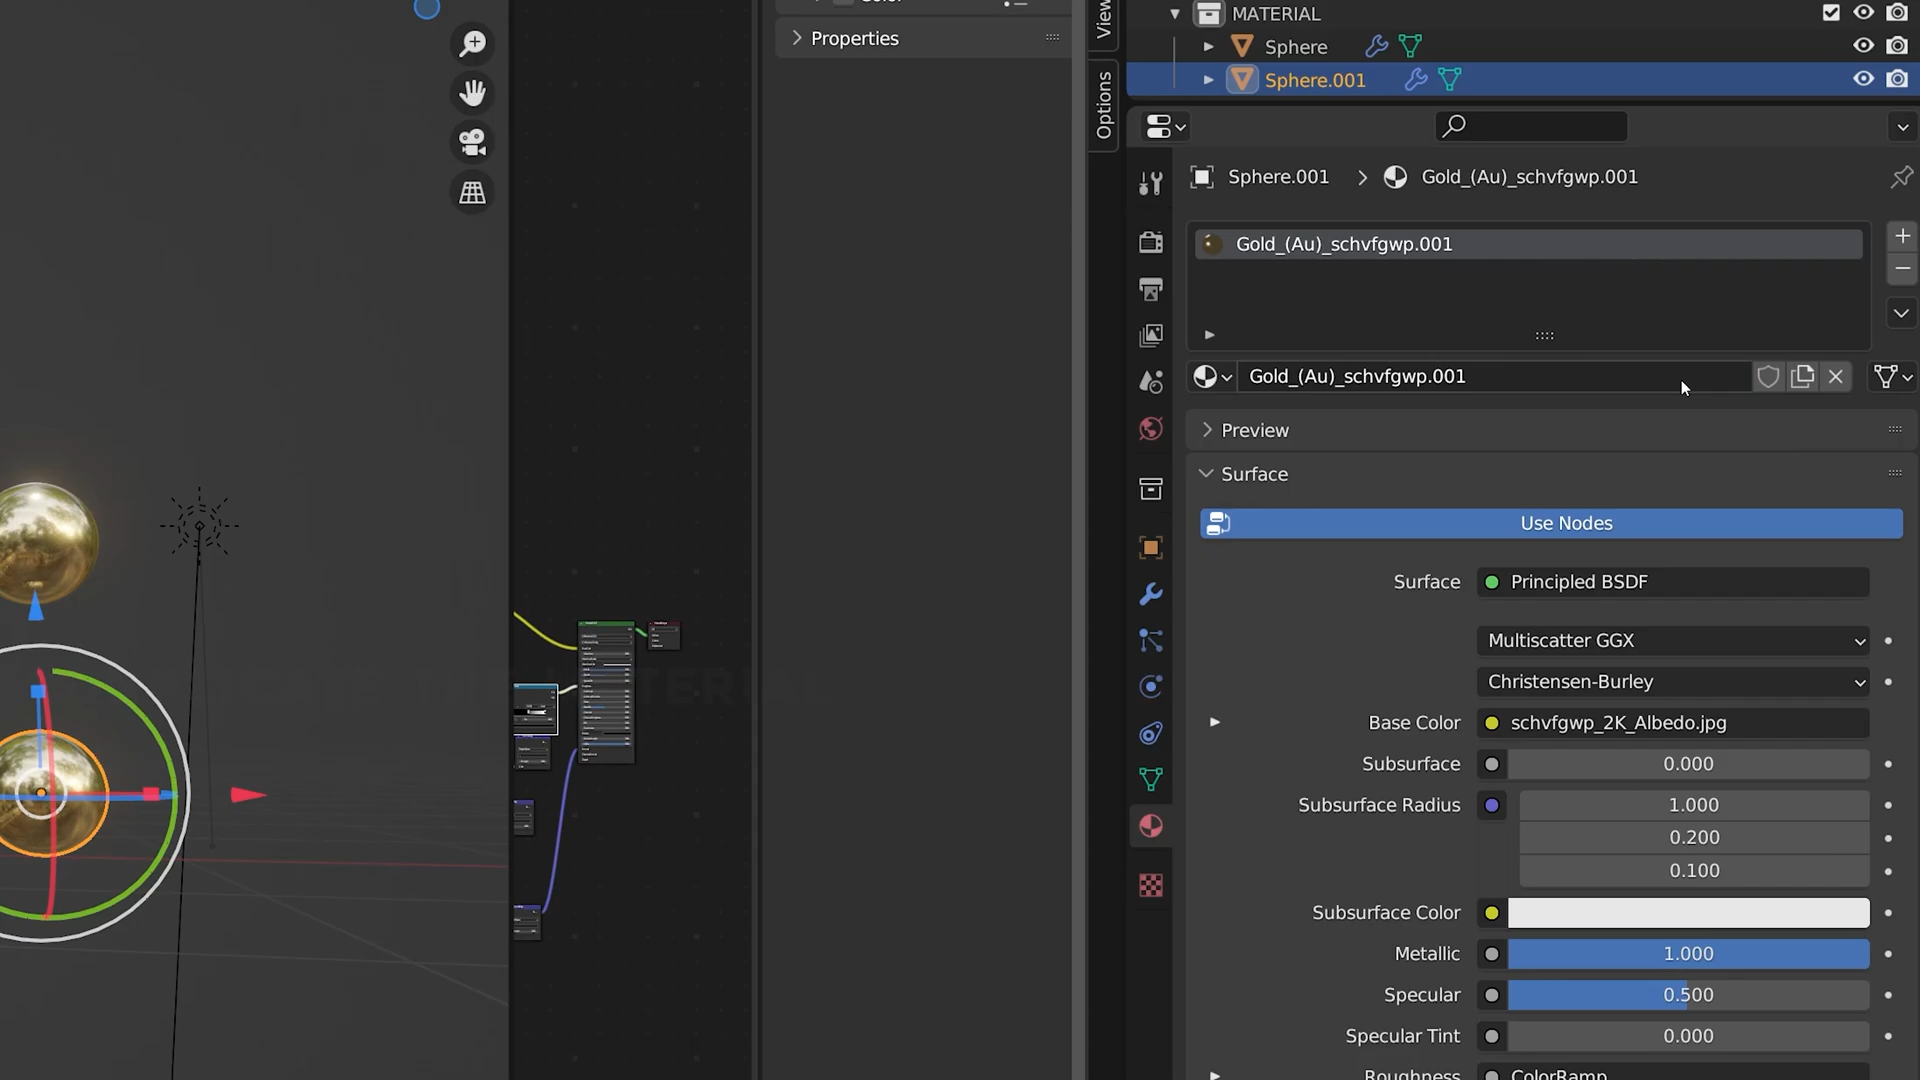 Properties
View
Options
MATERIAL
Sphere
Sphere.001
Sphere.001
Gold_(Au)_schvfgwp.001
Gold_(Au)_schvfgwp.001
Gold_(Au)_schvfgwp.001
Preview
Surface
Use Nodes
Surface
Principled BSDF
Multiscatter GGX
Christensen-Burley
Base Color
schvfgwp_2K_Albedo.jpg
Subsurface
0.000
Subsurface Radius
1.000
0.200
0.100
Subsurface Color
Metallic
1.000
Specular
0.500
Specular Tint
0.000
Roughness
ColorRamp